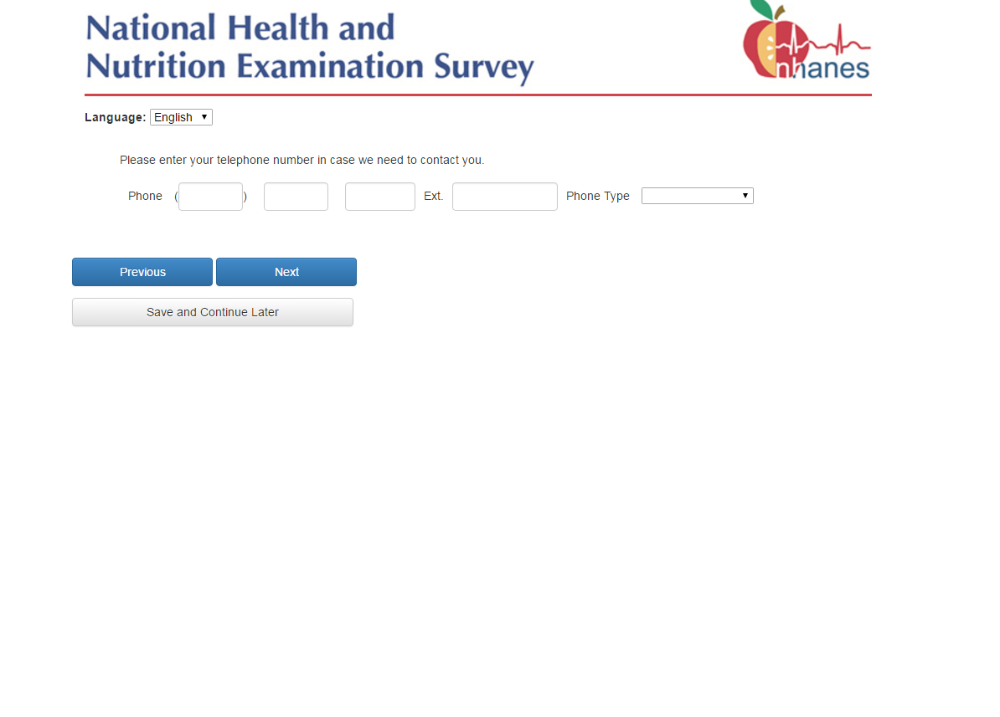 National Health and
Nutrition Examination Survey
nhanes
Language: English
Please enter your telephone number in case we need to contact you.
Phone ( ) Ext. Phone Type
Previous Next
Save and Continue Later